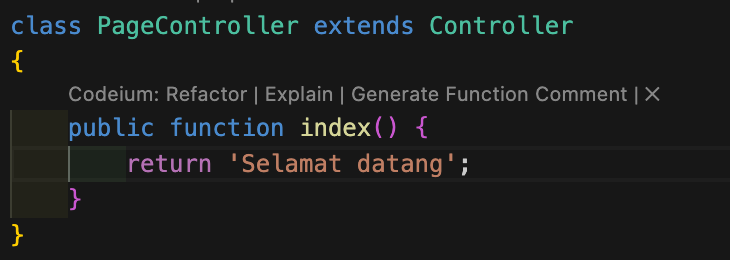 class PageController extends Controller
{
Codeium: Refactor | Explain | Generate Function Comment | ×
public function index() {
return 'Selamat datang';
}
}